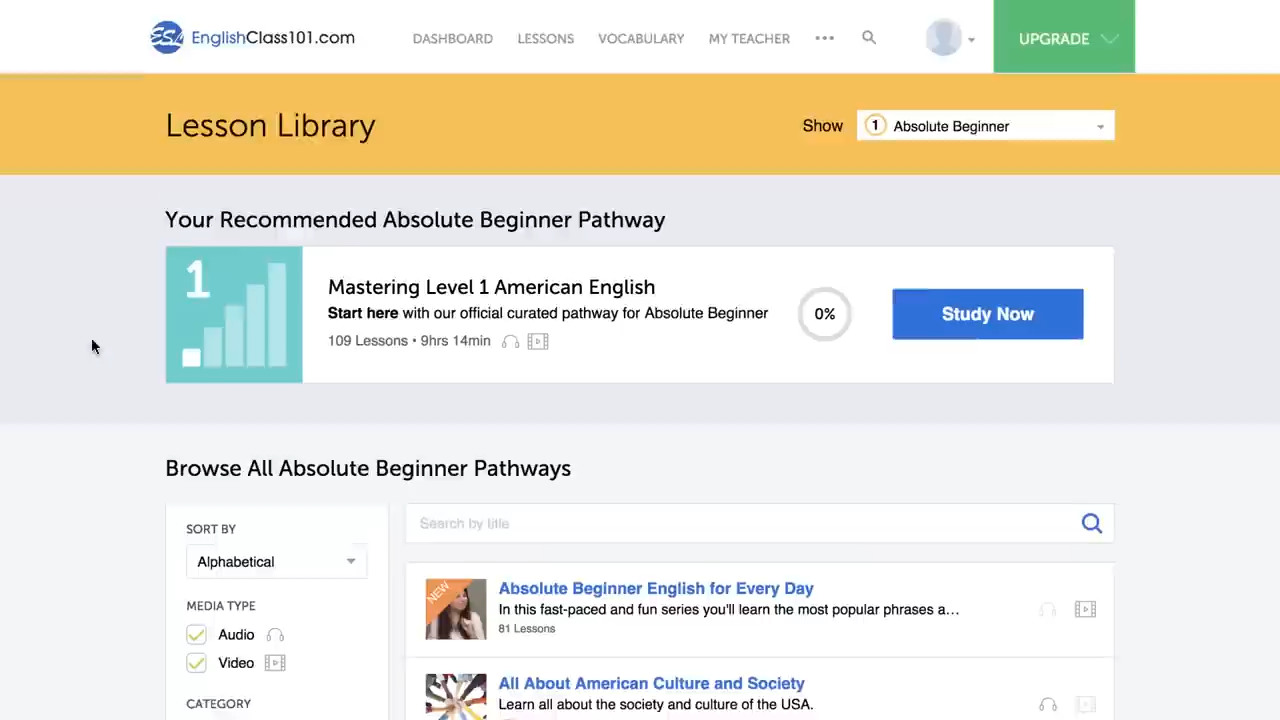 ESL EnglishClass101.com
DASHBOARD LESSONS VOCABULARY MY TEACHER ••• UPGRADE
Lesson Library
Show 1 Absolute Beginner
Your Recommended Absolute Beginner Pathway
1
Mastering Level 1 American English
Start here with our official curated pathway for Absolute Beginner
109 Lessons • 9hrs 14min
0%
Study Now
Browse All Absolute Beginner Pathways
SORT BY
Alphabetical
MEDIA TYPE
Audio
Video
CATEGORY
Search by title
NEW
Absolute Beginner English for Every Day
In this fast-paced and fun series you'll learn the most popular phrases a...
81 Lessons
All About American Culture and Society
Learn all about the society and culture of the USA.